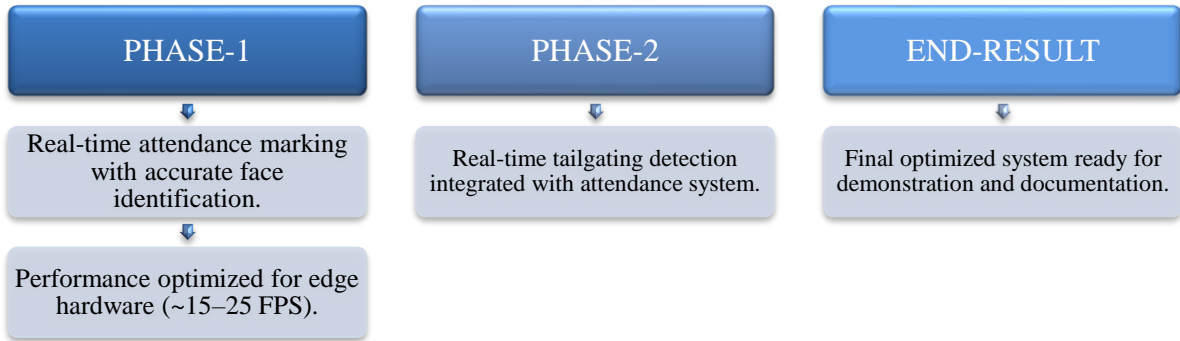 PHASE-1
Real-time attendance marking
with accurate face
identification.
Performance optimized for edge
hardware (~15–25 FPS).
PHASE-2
Real-time tailgating detection
integrated with attendance system.
END-RESULT
Final optimized system ready for
demonstration and documentation.